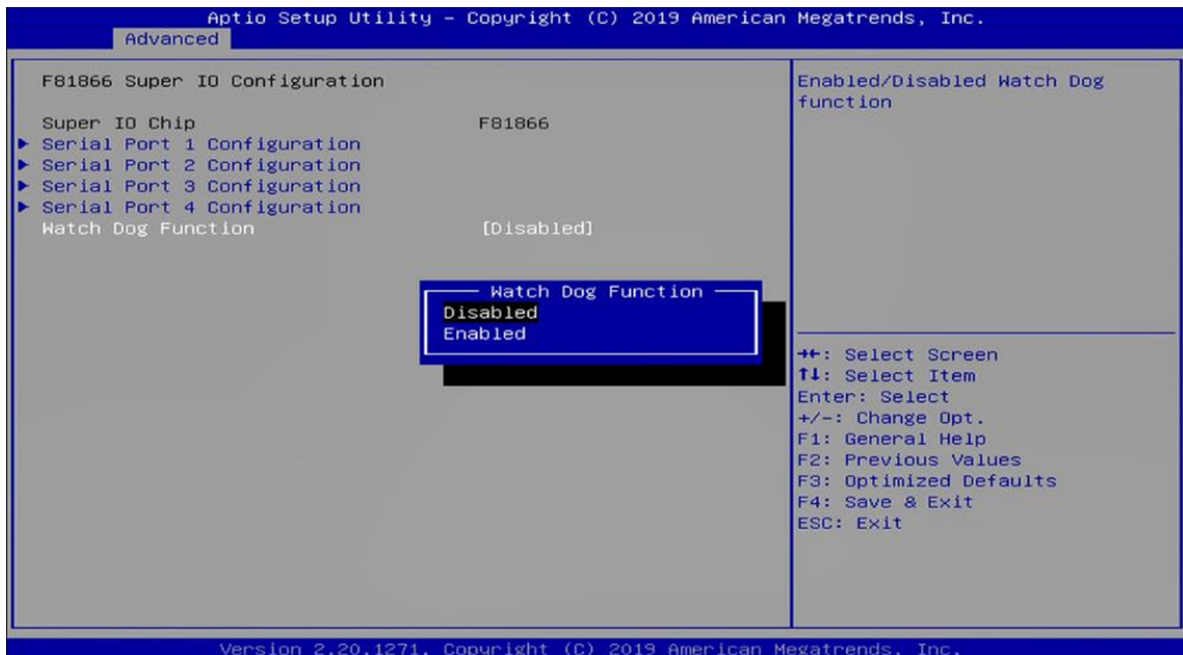 Aptio Setup Utility – Copyright (C) 2019 American Megatrends, Inc.
Advanced
F81866 Super IO Configuration
Super IO Chip F81866
▶ Serial Port 1 Configuration
▶ Serial Port 2 Configuration
▶ Serial Port 3 Configuration
▶ Serial Port 4 Configuration
Watch Dog Function [Disabled]
Watch Dog Function
Disabled
Enabled
Enabled/Disabled Watch Dog
function
→←: Select Screen
↑↓: Select Item
Enter: Select
+/-: Change Opt.
F1: General Help
F2: Previous Values
F3: Optimized Defaults
F4: Save & Exit
ESC: Exit
Version 2.20.1271. Copyright (C) 2019 American Megatrends, Inc.